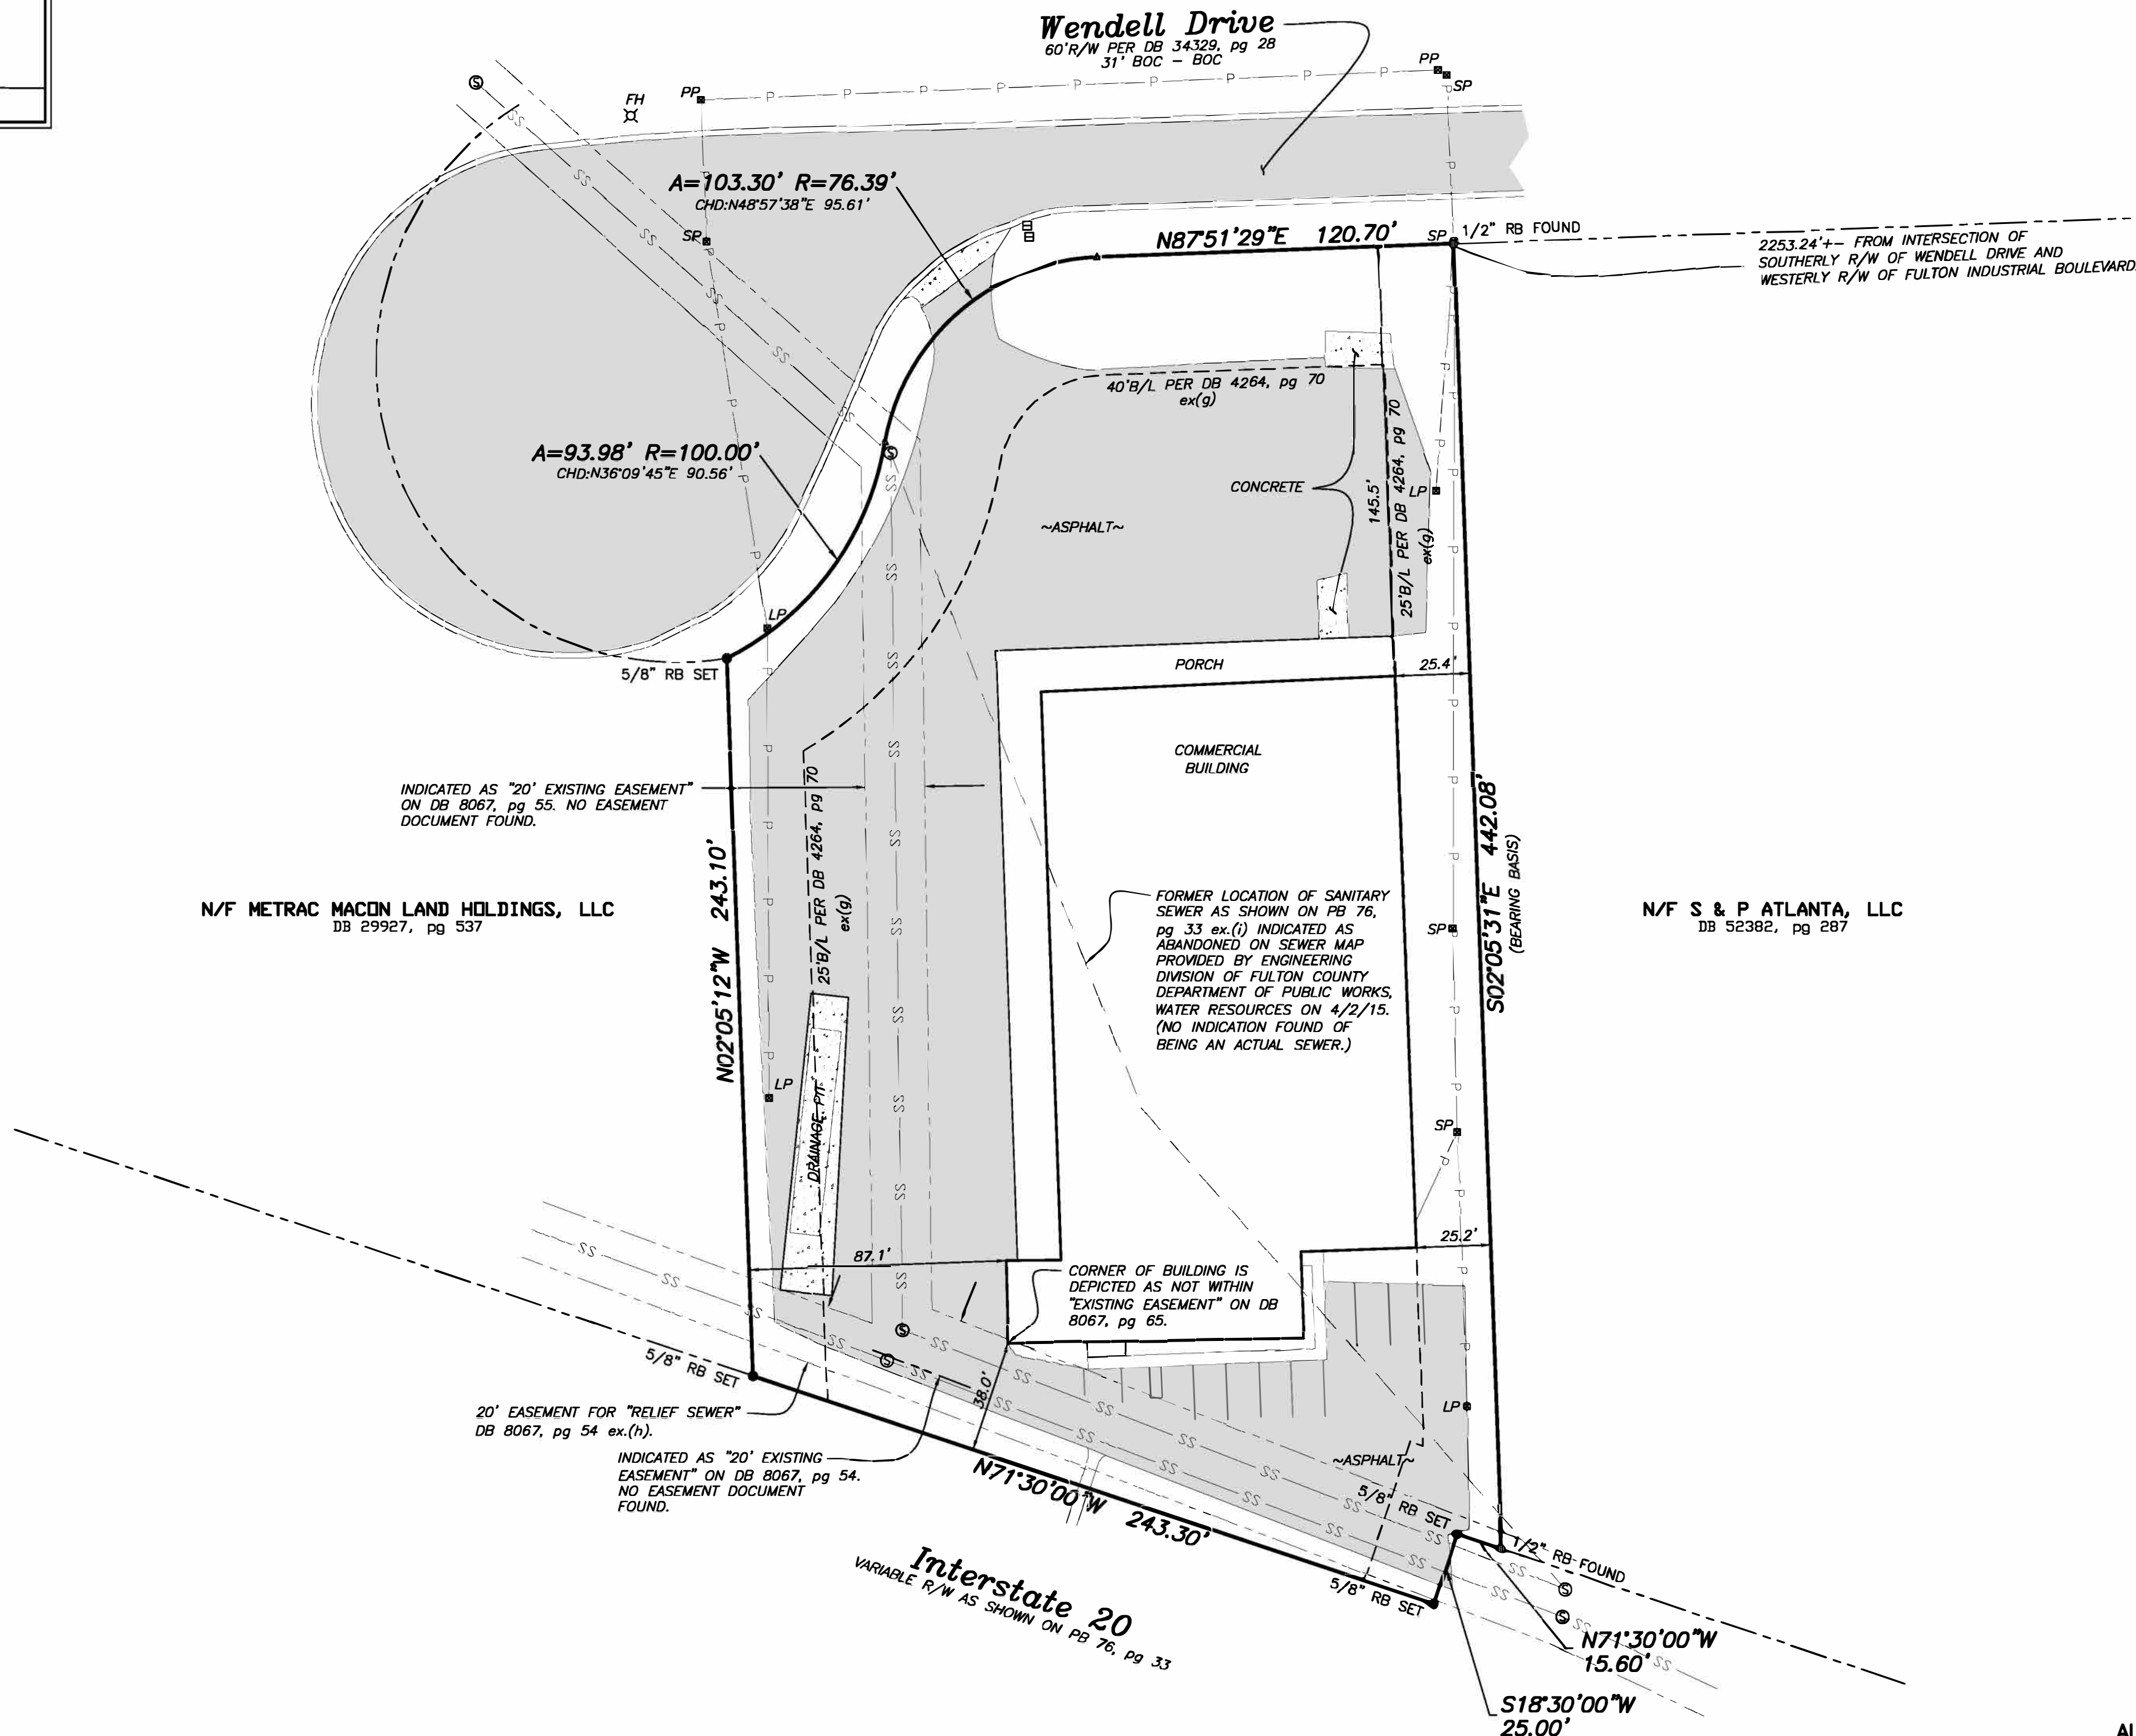 Wendell Drive
60'R/W PER DB 34329, pg 28
31' BOC - BOC
PP
SP
FH
PP
P P P P P P P P P
A=103.30' R=76.39'
CHD:N48°57'38"E 95.61'
SP
N87°51'29"E 120.70'
SP
1/2" RB FOUND
2253.24'+- FROM INTERSECTION OF
SOUTHERLY R/W OF WENDELL DRIVE AND
WESTERLY R/W OF FULTON INDUSTRIAL BOULEVARD.
40'B/L PER DB 4264, pg 70
ex(g)
A=93.98' R=100.00'
CHD:N36°09'45"E 90.56'
CONCRETE
145.5'
25'B/L PER DB 4264, pg 70
ex(g)
LP
~ASPHALT~
LP
5/8" RB SET
PORCH
25.4'
COMMERCIAL
BUILDING
INDICATED AS "20' EXISTING EASEMENT"
ON DB 8067, pg 55. NO EASEMENT
DOCUMENT FOUND.
25'B/L PER DB 4264, pg 70
ex(g)
N02°05'12"W 243.10'
S02°05'31"E 442.08'
(BEARING BASIS)
N/F METRAC MACON LAND HOLDINGS, LLC
DB 29927, pg 537
N/F S & P ATLANTA, LLC
DB 52382, pg 287
FORMER LOCATION OF SANITARY
SEWER AS SHOWN ON PB 76,
pg 33 ex.(i) INDICATED AS
ABANDONED ON SEWER MAP
PROVIDED BY ENGINEERING
DIVISION OF FULTON COUNTY
DEPARTMENT OF PUBLIC WORKS,
WATER RESOURCES ON 4/2/15.
(NO INDICATION FOUND OF
BEING AN ACTUAL SEWER.)
SP
LP
DRAINAGE PIT
SP
25.2'
87.1'
CORNER OF BUILDING IS
DEPICTED AS NOT WITHIN
"EXISTING EASEMENT" ON DB
8067, pg 65.
5/8" RB SET
38.0'
LP
20' EASEMENT FOR "RELIEF SEWER"
DB 8067, pg 54 ex.(h).
INDICATED AS "20' EXISTING
EASEMENT" ON DB 8067, pg 54.
NO EASEMENT DOCUMENT
FOUND.
N71°30'00"W 243.30'
~ASPHALT~
5/8" RB SET
1/2" RB FOUND
5/8" RB SET
Interstate 20
VARIABLE R/W AS SHOWN ON PB 76, pg 33
N71°30'00"W
15.60'
S18°30'00"W
25.00'